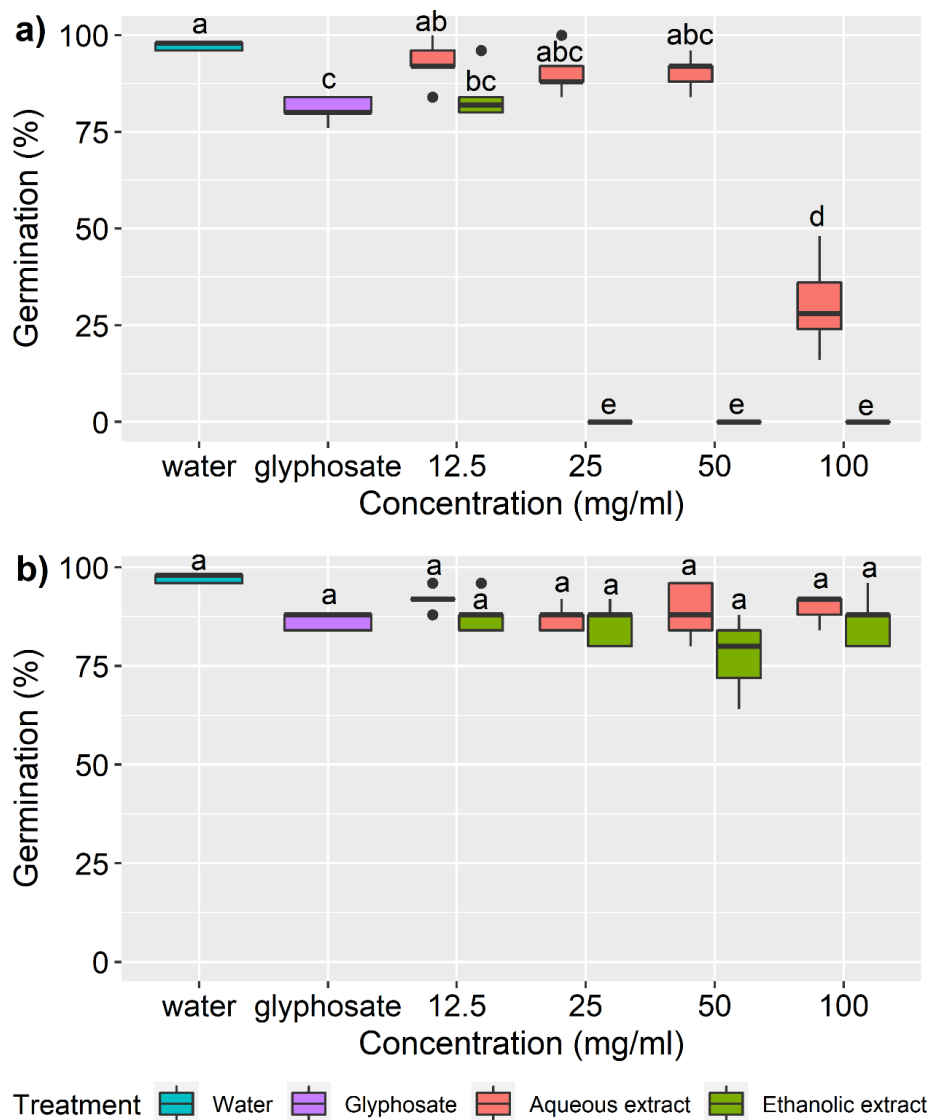 a)
Germination (%)
100
75
50
25
0
a
c
ab
bc
abc
e
abc
e
d
e
water glyphosate 12.5 25 50 100
Concentration (mg/ml)
b)
Germination (%)
100
75
50
25
0
a
a
a
a
a
a
a
a
a
a
water glyphosate 12.5 25 50 100
Concentration (mg/ml)
Treatment Water Glyphosate Aqueous extract Ethanolic extract